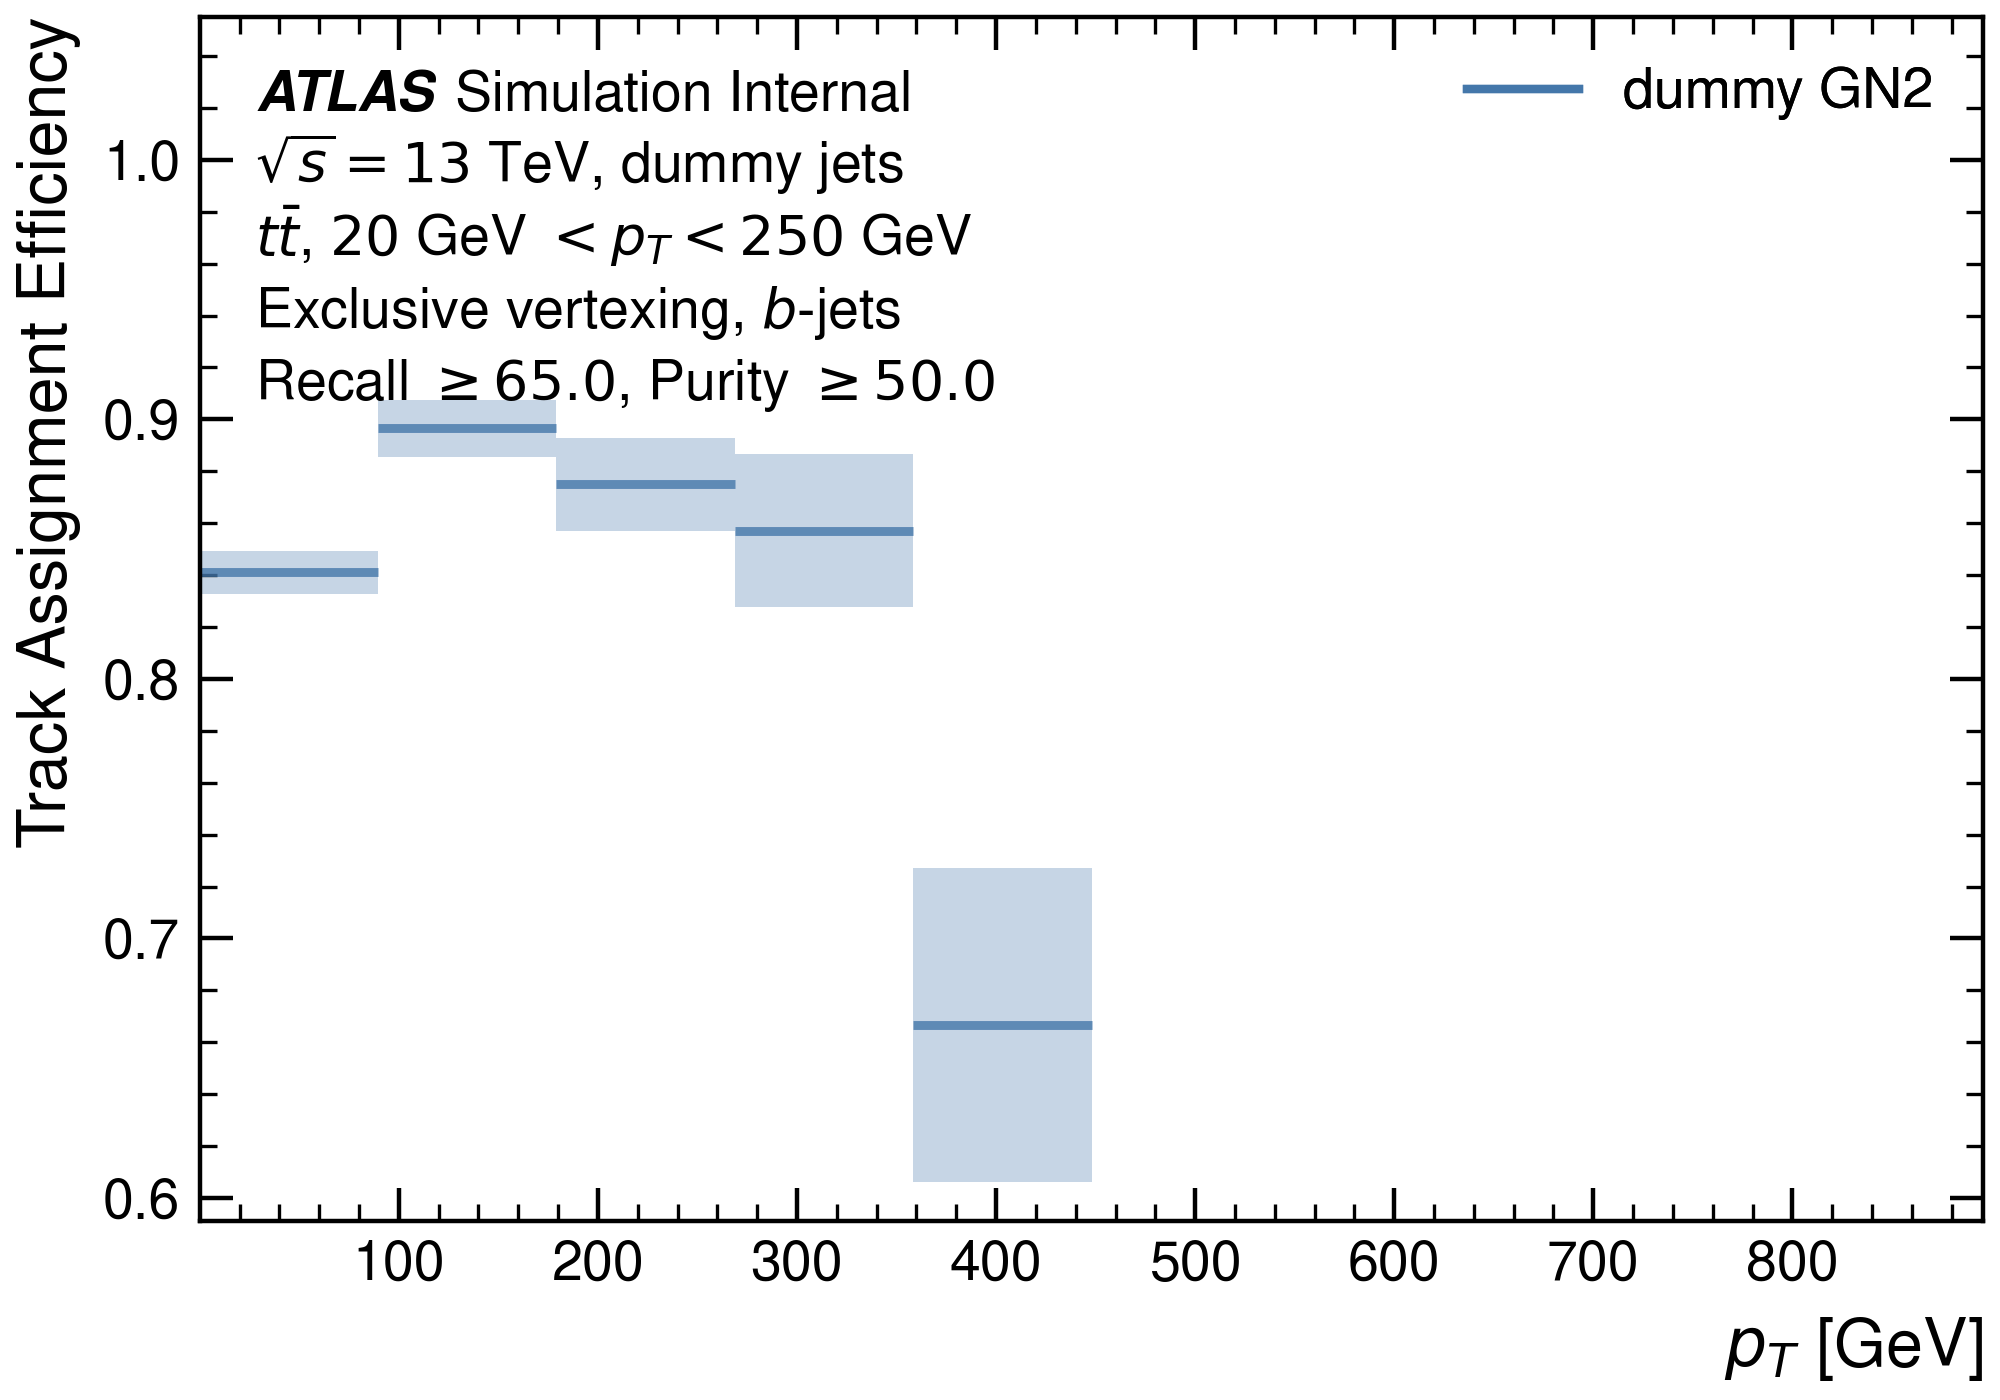 Track Assignment Efficiency
ATLAS Simulation Internal
√s = 13 TeV, dummy jets
tt̄, 20 GeV < p_T < 250 GeV
Exclusive vertexing, b-jets
Recall ≥ 65.0, Purity ≥ 50.0
dummy GN2
1.0
0.9
0.8
0.7
0.6
100 200 300 400 500 600 700 800
p_T [GeV]